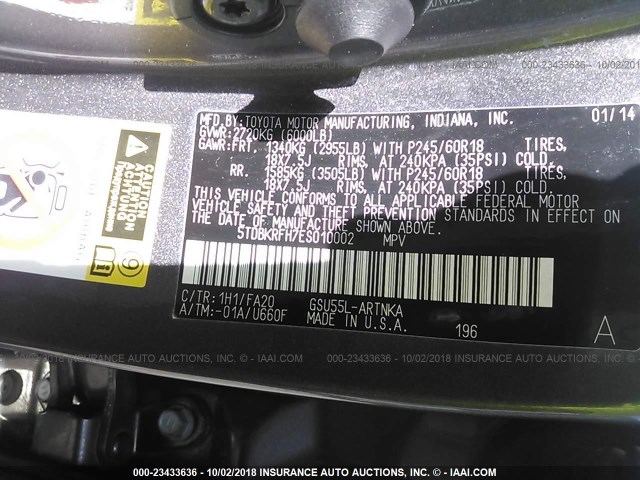 MFD.BY:TOYOTA MOTOR MANUFACTURING, INDIANA, INC. 01/14
GVWR:2720KG (6000LB)
GAWR:FRT. 1340KG (2955LB) WITH P245/60R18 TIRES,
18X7.5J RIMS, AT 240KPA (35PSI) COLD.
RR. 1585KG (3505LB) WITH P245/60R18 TIRES,
18X7.5J RIMS, AT 240KPA (35PSI) COLD.
THIS VEHICLE CONFORMS TO ALL APPLICABLE FEDERAL MOTOR
VEHICLE SAFETY AND THEFT PREVENTION STANDARDS IN EFFECT ON
THE DATE OF MANUFACTURE SHOWN ABOVE.
5TDBKRFH7ES010002 MPV
C/TR:1H1/FA20 GSU55L-ARTNKA
A/TM:-01A/U660F MADE IN U.S.A. 196 A
CAUTION
ATTENTION
ACTUNG
000-23433636 - 10/02/2018 INSURANCE AUTO AUCTIONS, INC. - © IAAI.COM